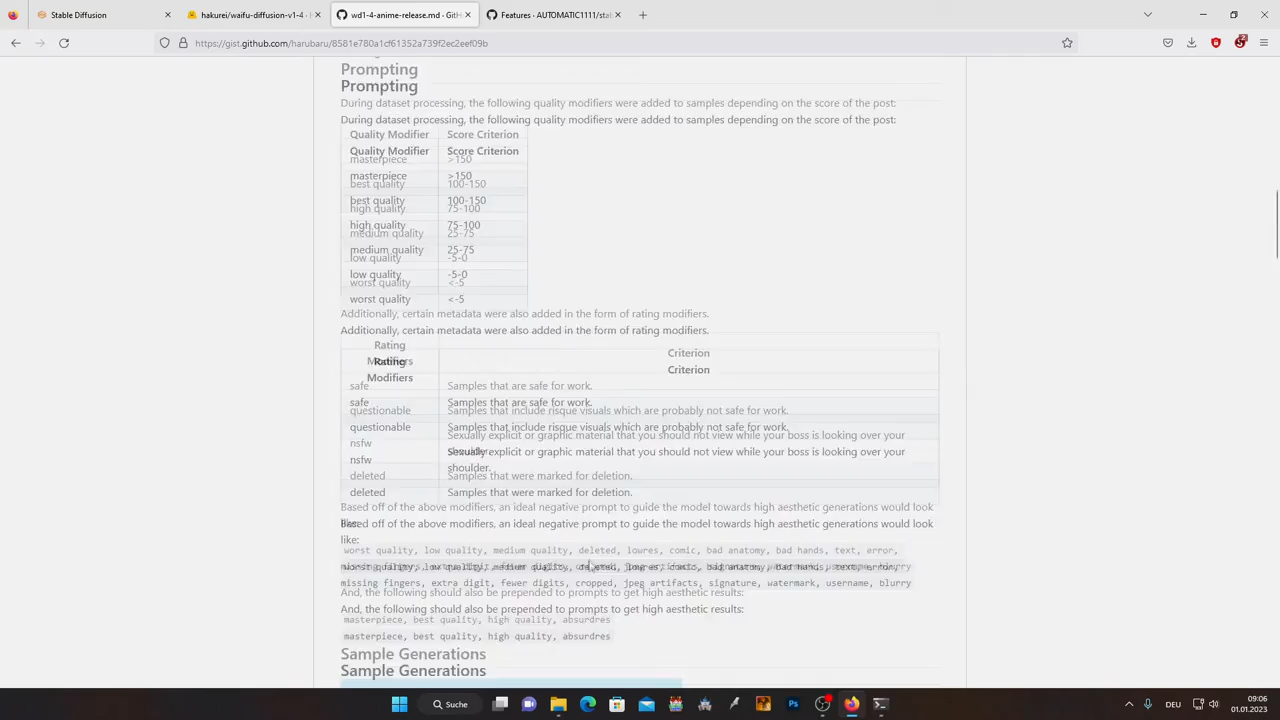 Stable Diffusion
hakurei/waifu-diffusion-v1-4 · 
wd1-4-anime-release.md · GitH
Features · AUTOMATIC1111/stab
https://gist.github.com/harubaru/8581e780a1cf61352a739f2ec2eef09b
Prompting
During dataset processing, the following quality modifiers were added to samples depending on the score of the post:
Quality Modifier Score Criterion
masterpiece >150
best quality 100-150
high quality 75-100
medium quality 25-75
low quality -5-0
worst quality <-5
Additionally, certain metadata were also added in the form of rating modifiers.
Rating
Modifiers
Criterion
safe Samples that are safe for work.
questionable Samples that include risque visuals which are probably not safe for work.
nsfw Sexually explicit or graphic material that you should not view while your boss is looking over your
shoulder.
deleted Samples that were marked for deletion.
Based off of the above modifiers, an ideal negative prompt to guide the model towards high aesthetic generations would look
like:
worst quality, low quality, medium quality, deleted, lowres, comic, bad anatomy, bad hands, text, error,
missing fingers, extra digit, fewer digits, cropped, jpeg artifacts, signature, watermark, username, blurry
And, the following should also be prepended to prompts to get high aesthetic results:
masterpiece, best quality, high quality, absurdres
Sample Generations
Suche
DEU
09:06
01.01.2023